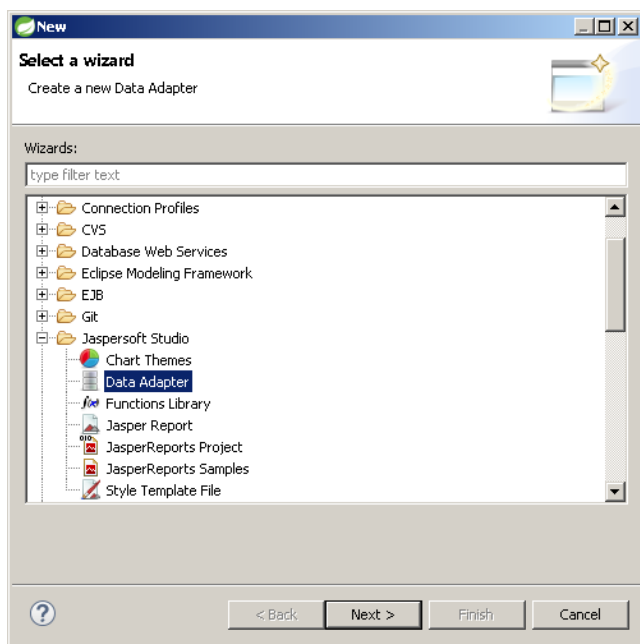 New
Select a wizard
Create a new Data Adapter
Wizards:
type filter text
Connection Profiles
CVS
Database Web Services
Eclipse Modeling Framework
EJB
Git
Jaspersoft Studio
Chart Themes
Data Adapter
f(x) Functions Library
Jasper Report
010
JasperReports Project
JasperReports Samples
Style Template File
?
< Back Next > Finish Cancel